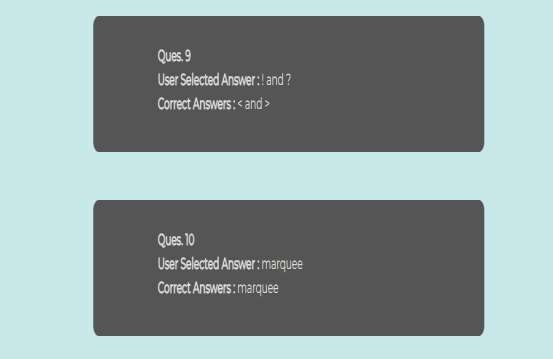 Ques. 9
User Selected Answer : ! and ?
Correct Answers : < and >
Ques. 10
User Selected Answer : marquee
Correct Answers : marquee